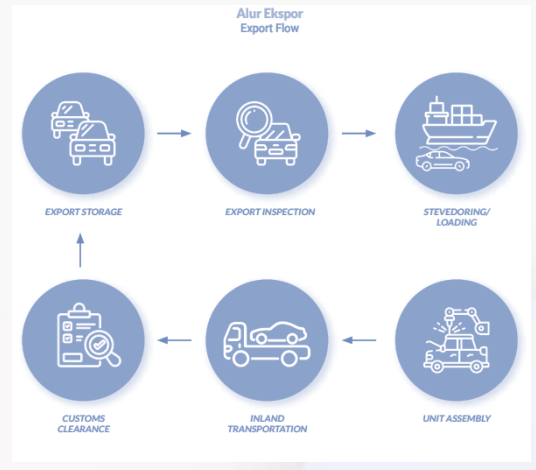 Alur Ekspor
Export Flow
EXPORT STORAGE
EXPORT INSPECTION
STEVEDORING/
LOADING
CUSTOMS
CLEARANCE
INLAND
TRANSPORTATION
UNIT ASSEMBLY